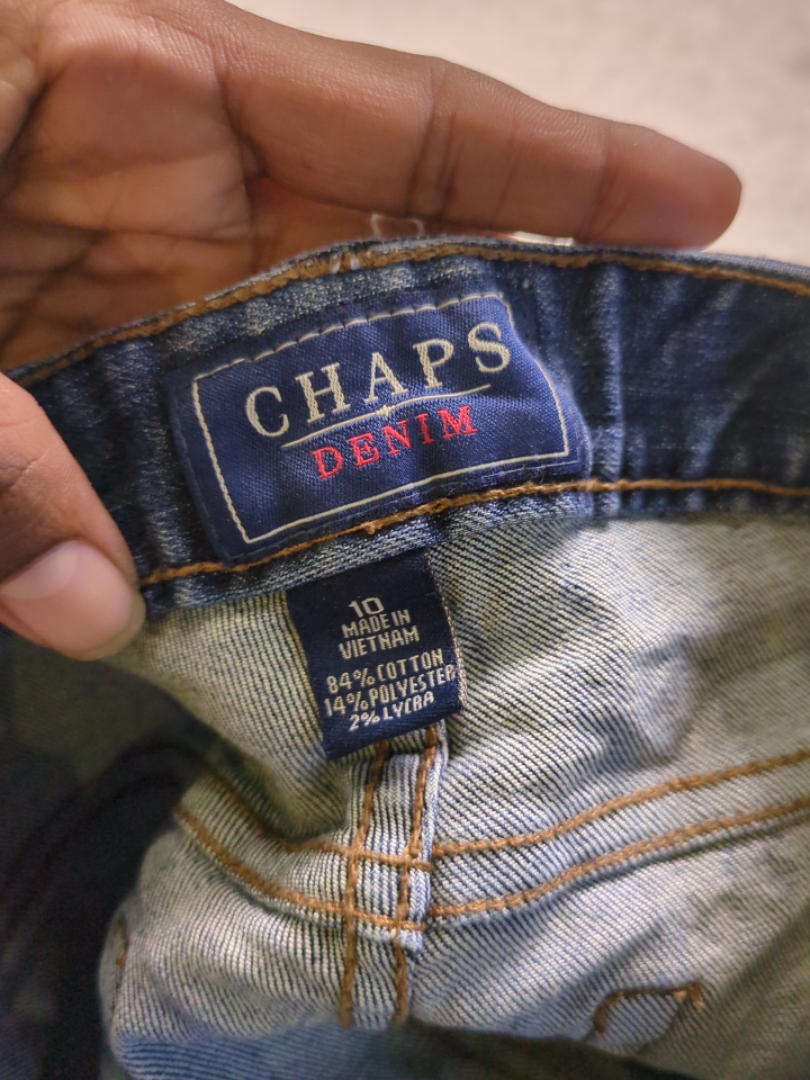 CHAPS
DENIM
10
MADE IN
VIETNAM
84% COTTON
14% POLYESTER
2% LYCRA